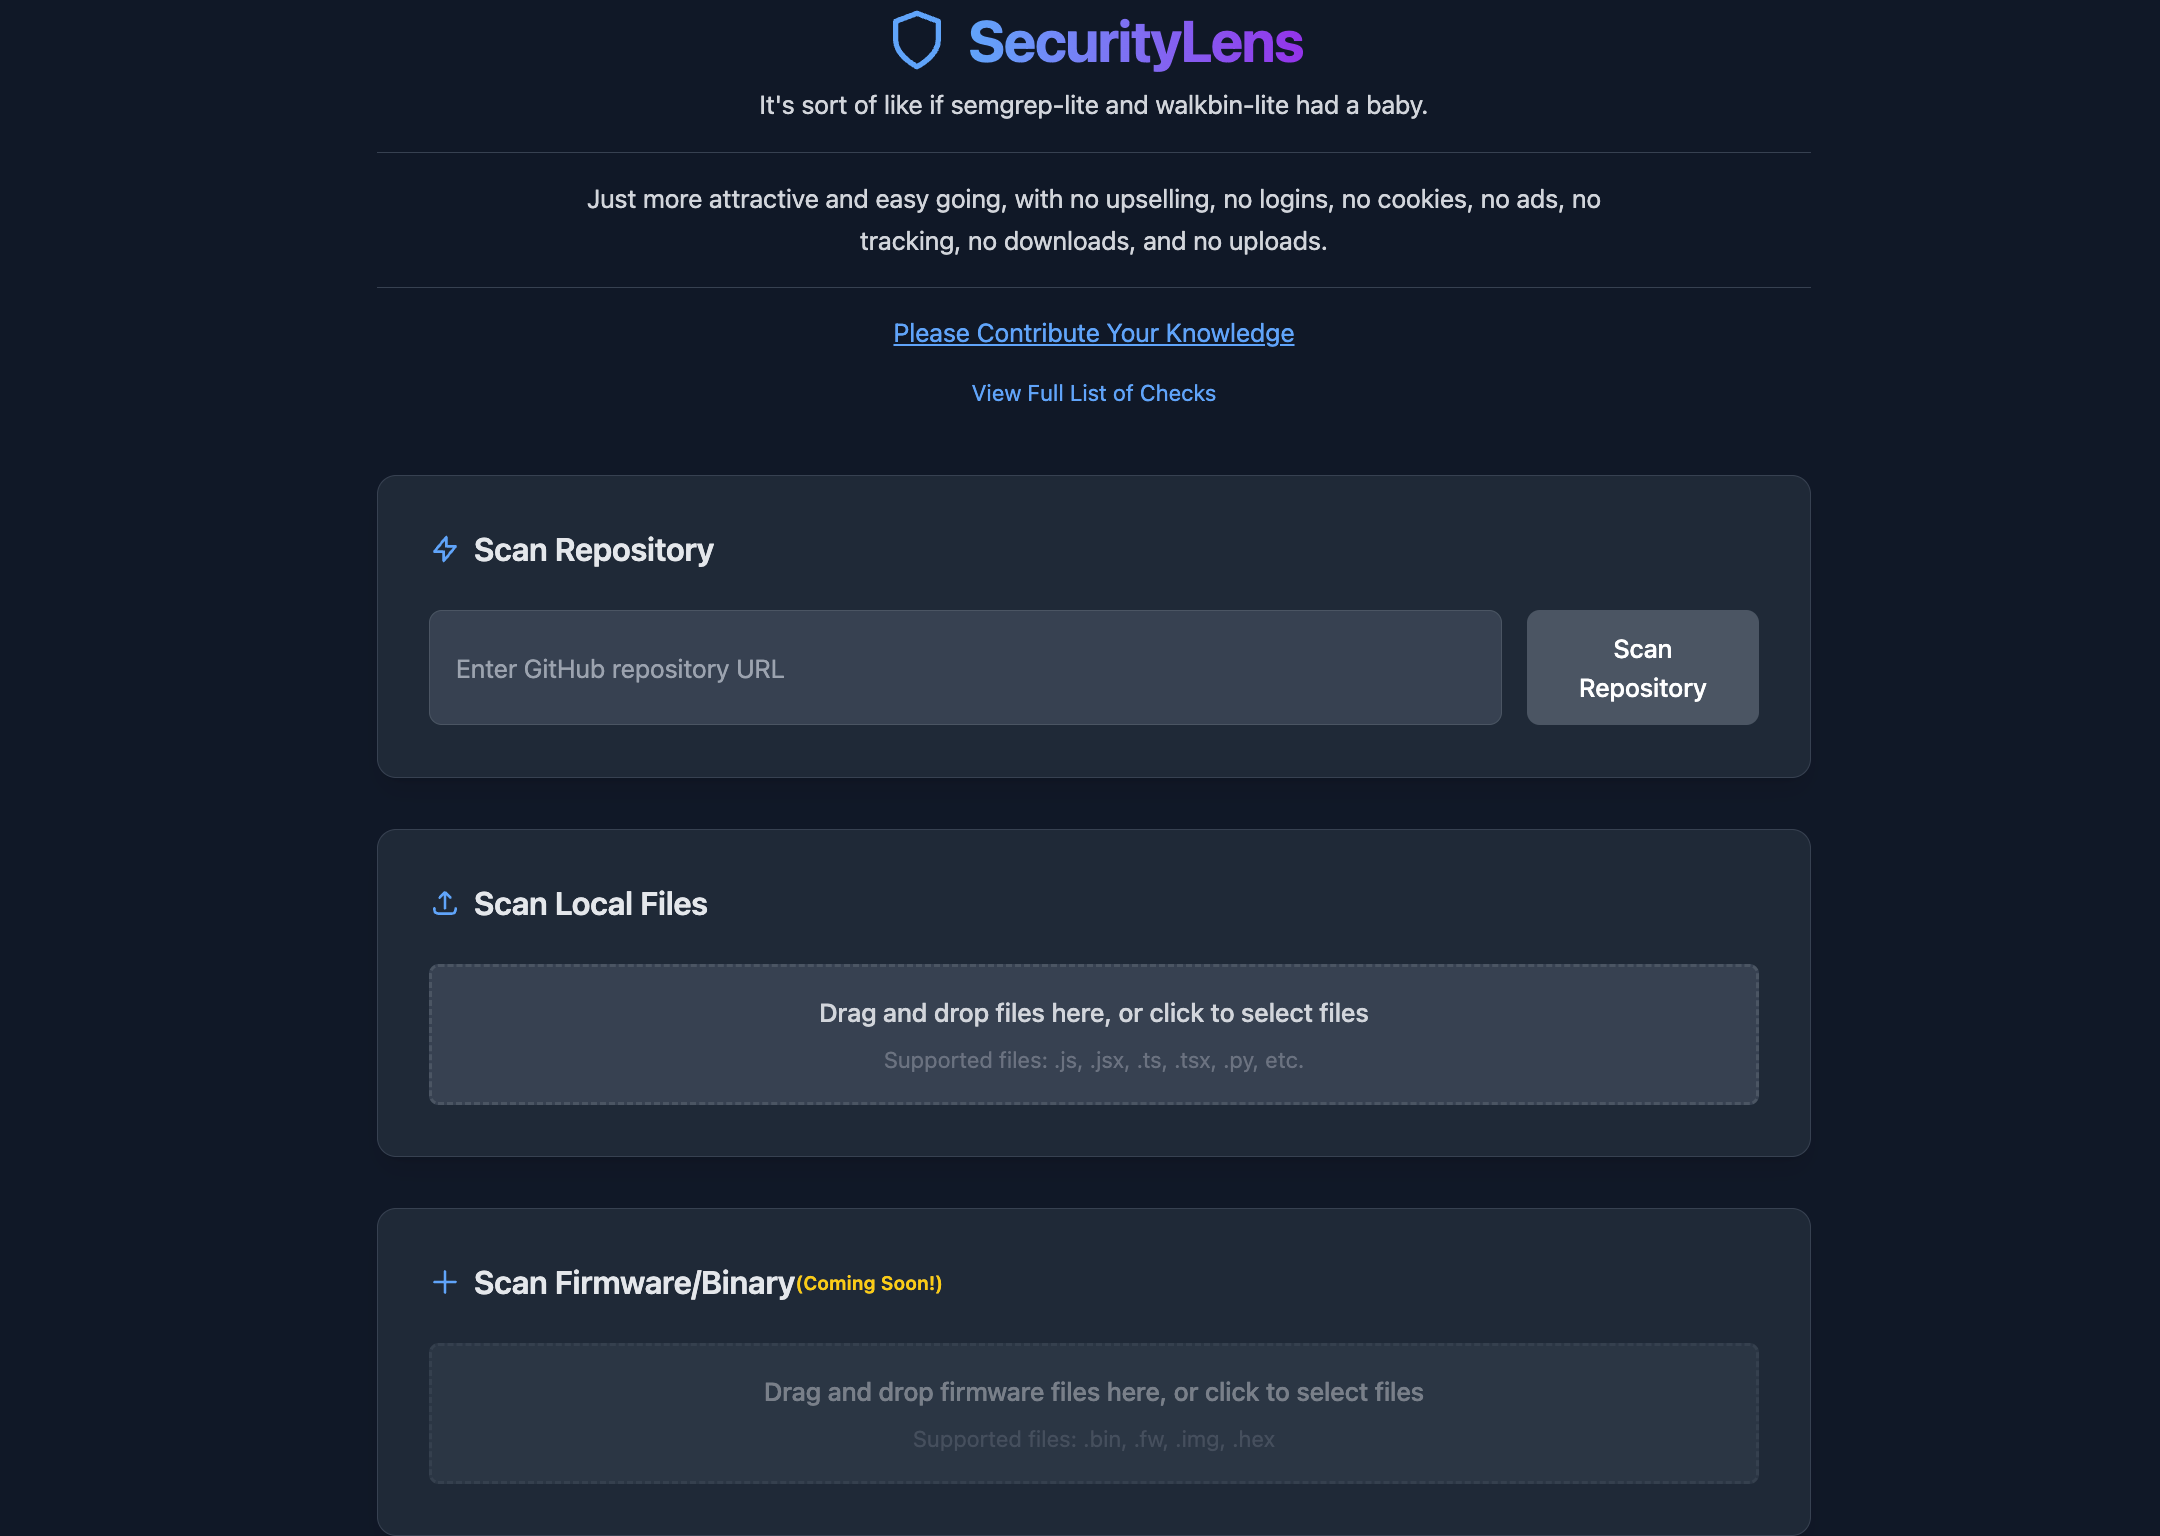 SecurityLens
It's sort of like if semgrep-lite and walkbin-lite had a baby.
Just more attractive and easy going, with no upselling, no logins, no cookies, no ads, no
tracking, no downloads, and no uploads.
Please Contribute Your Knowledge
View Full List of Checks
Scan Repository
Enter GitHub repository URL
Scan
Repository
Scan Local Files
Drag and drop files here, or click to select files
Supported files: .js, .jsx, .ts, .tsx, .py, etc.
Scan Firmware/Binary(Coming Soon!)
Drag and drop firmware files here, or click to select files
Supported files: .bin, .fw, .img, .hex